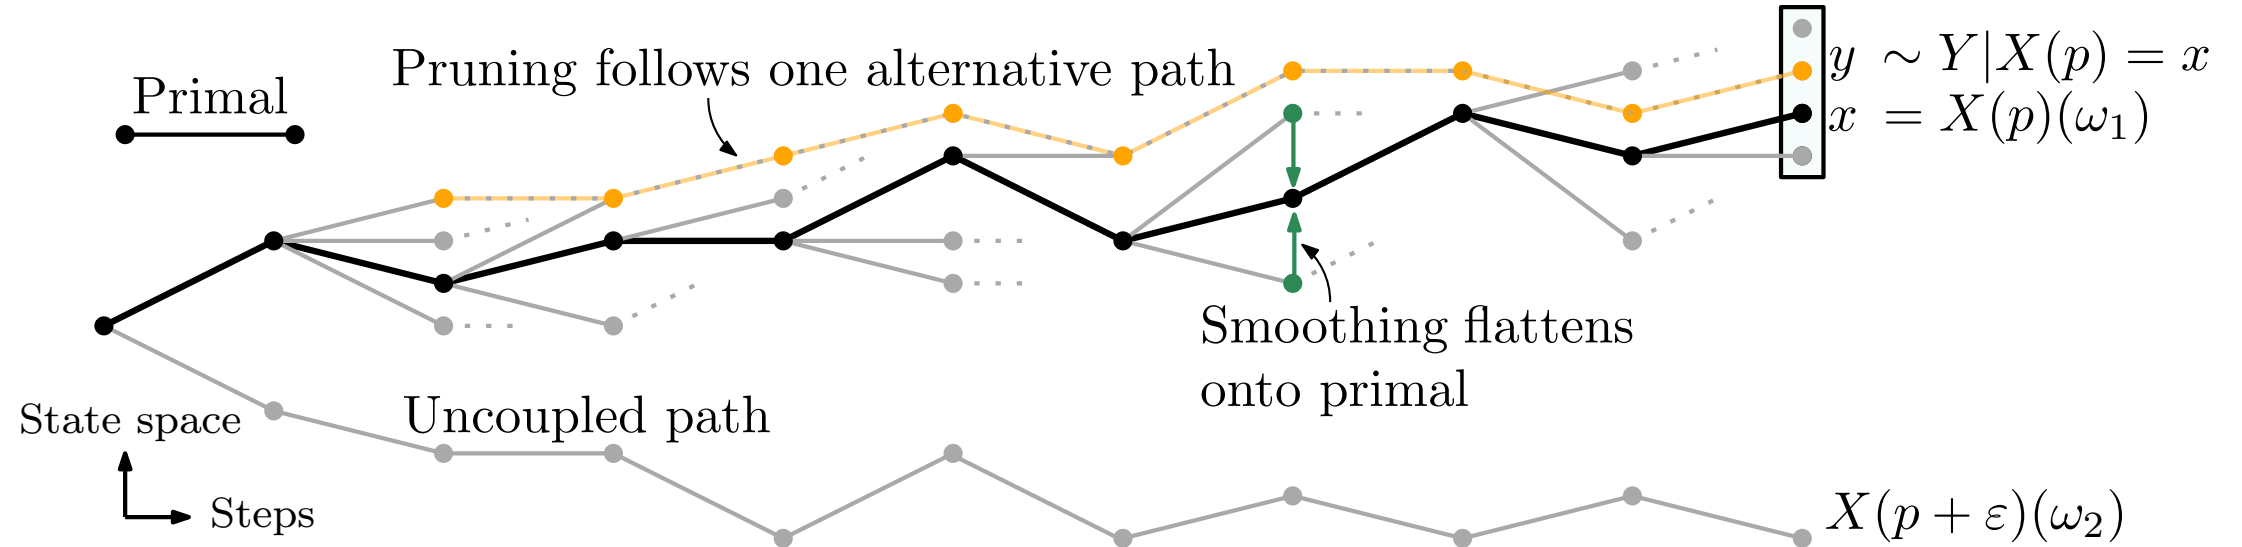 Pruning follows one alternative path
Primal
y ∼ Y|X(p) = x
x = X(p)(ω₁)
Smoothing flattens
onto primal
Uncoupled path
State space
Steps
X(p + ε)(ω₂)